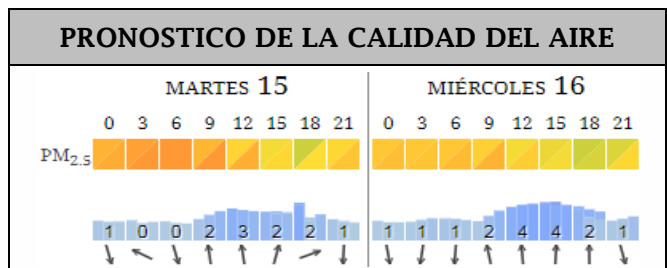 PRONOSTICO DE LA CALIDAD DEL AIRE
MARTES 15 MIÉRCOLES 16
0 3 6 9 12 15 18 21 0 3 6 9 12 15 18 21
PM2.5
1 0 0 2 3 2 2 1 1 1 1 2 4 4 2 1